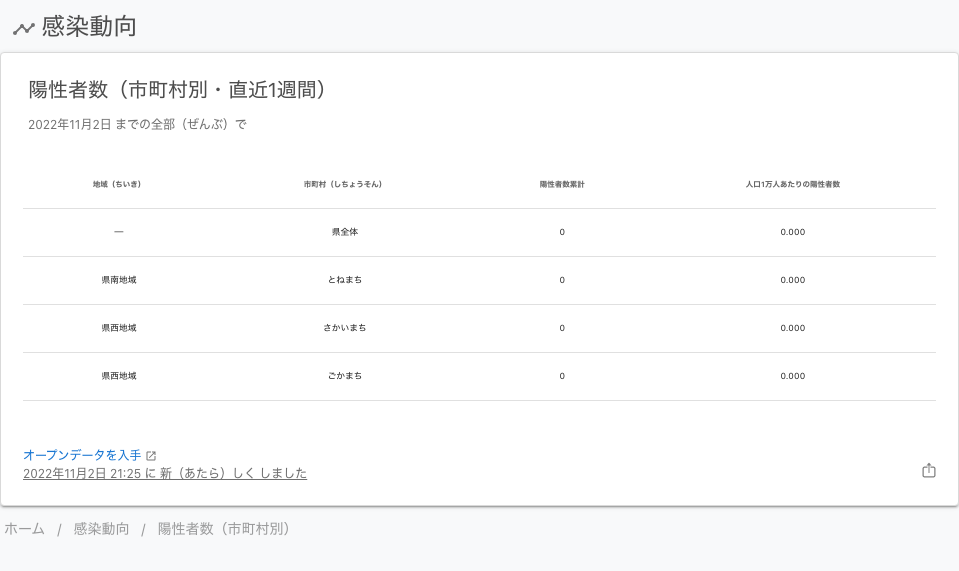 感染動向
陽性者数（市町村別・直近1週間）
2022年11月2日 までの全部（ぜんぶ）で
地域（ちいき） 市町村（しちょうそん） 陽性者数累計 人口1万人あたりの陽性者数
— 県全体 0 0.000
県南地域 とねまち 0 0.000
県西地域 さかいまち 0 0.000
県西地域 ごかまち 0 0.000
オープンデータを入手
2022年11月2日 21:25 に 新（あたら）しく しました
ホーム / 感染動向 / 陽性者数（市町村別）